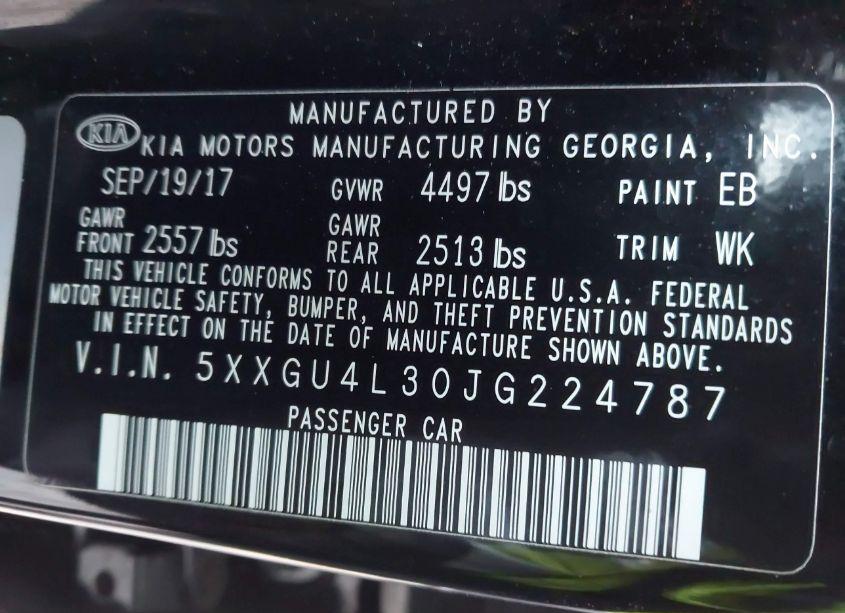 MANUFACTURED BY
KIA KIA MOTORS MANUFACTURING GEORGIA, INC.
SEP/19/17 GVWR 4497 lbs PAINT EB
GAWR FRONT 2557 lbs GAWR REAR 2513 lbs TRIM WK
THIS VEHICLE CONFORMS TO ALL APPLICABLE U.S.A. FEDERAL
MOTOR VEHICLE SAFETY, BUMPER, AND THEFT PREVENTION STANDARDS
IN EFFECT ON THE DATE OF MANUFACTURE SHOWN ABOVE.
V.I.N. 5XXGU4L30JG224787
PASSENGER CAR